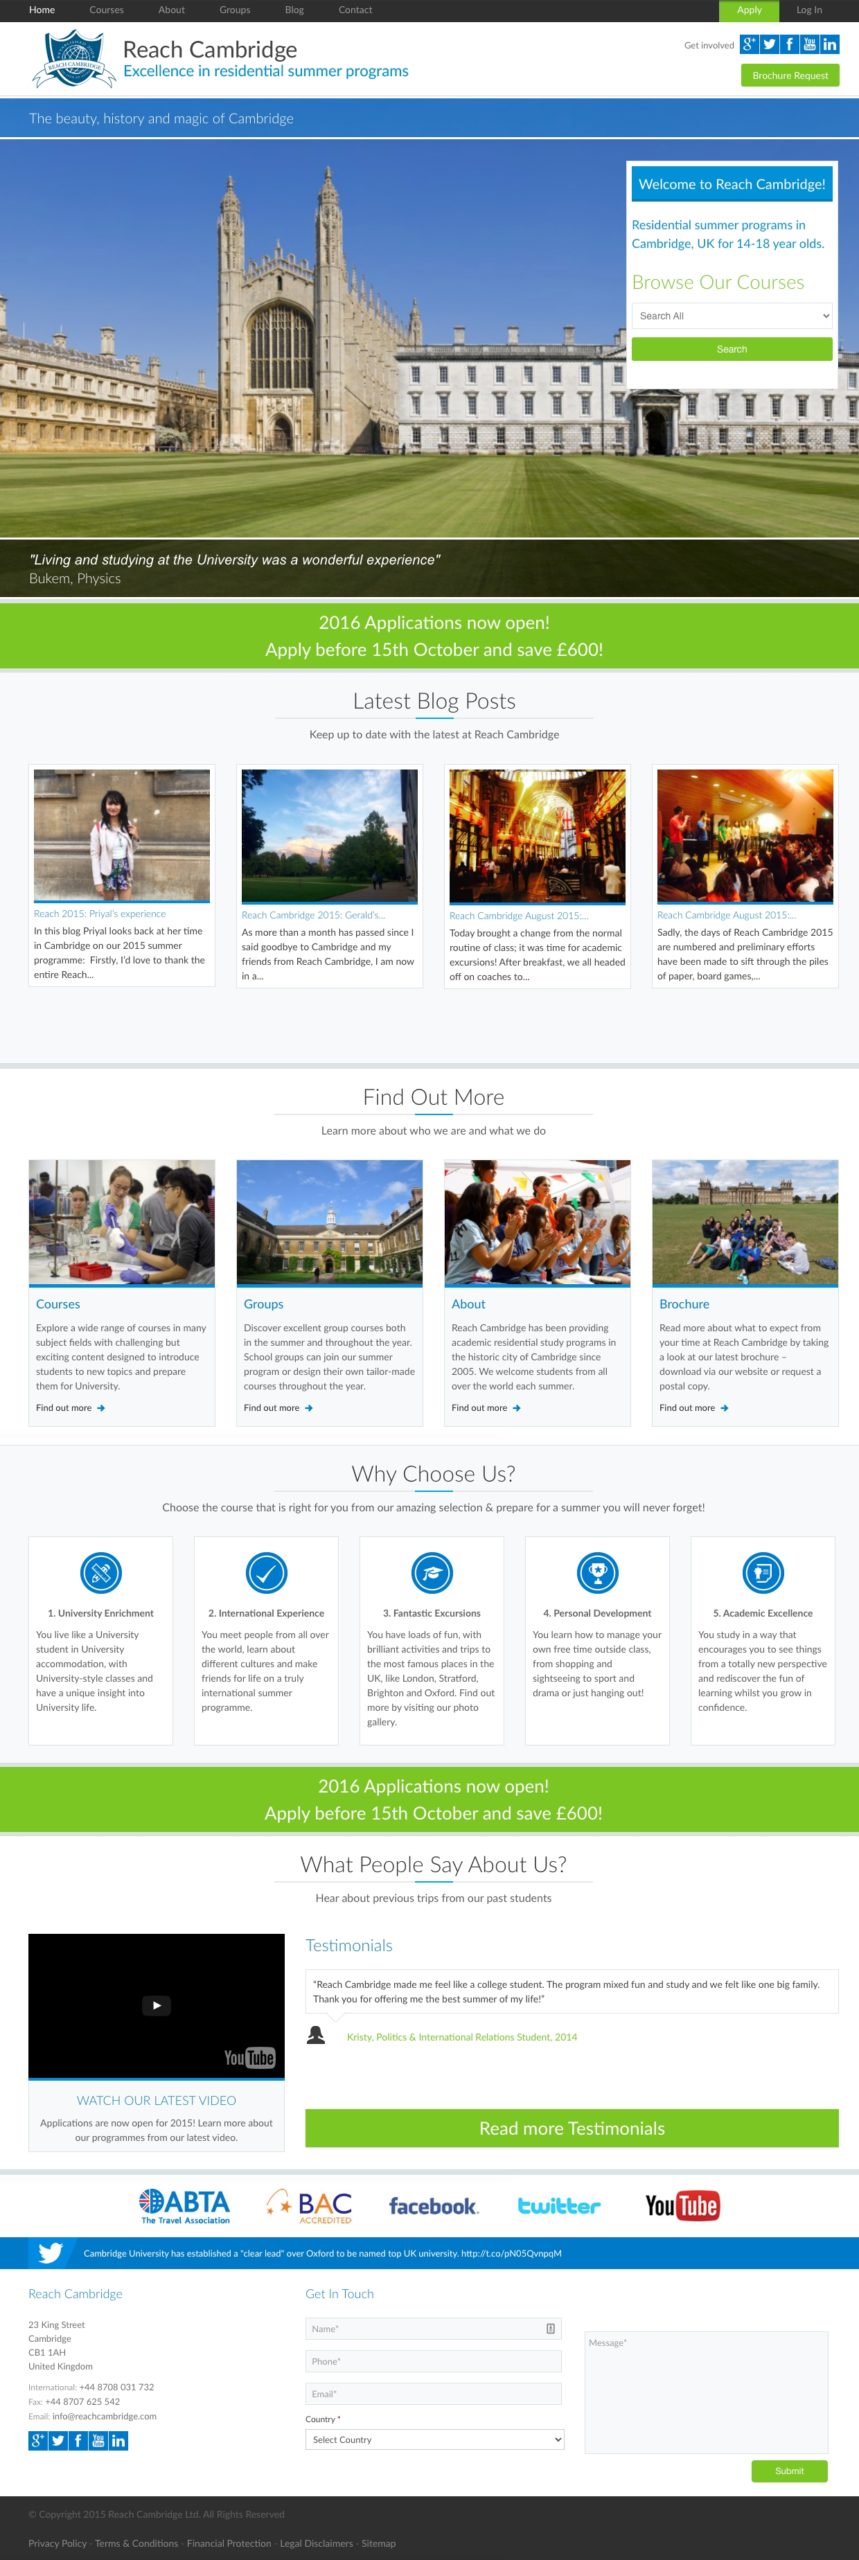 Home Courses About Groups Blog Contact Apply Log In
REACH CAMBRIDGE
Reach Cambridge
Excellence in residential summer programs
Get involved
Brochure Request
The beauty, history and magic of Cambridge
Welcome to Reach Cambridge!
Residential summer programs in
Cambridge, UK for 14-18 year olds.
Browse Our Courses
Search All
Search
"Living and studying at the University was a wonderful experience"
Bukem, Physics
2016 Applications now open!
Apply before 15th October and save £600!
Latest Blog Posts
Keep up to date with the latest at Reach Cambridge
Reach 2015: Priyal's experience
In this blog Priyal looks back at her time
in Cambridge on our 2015 summer
programme: Firstly, I'd love to thank the
entire Reach...
Reach Cambridge 2015: Gerald's...
As more than a month has passed since I
said goodbye to Cambridge and my
friends from Reach Cambridge, I am now
in a...
Reach Cambridge August 2015:...
Today brought a change from the normal
routine of class; it was time for academic
excursions! After breakfast, we all headed
off on coaches to...
Reach Cambridge August 2015:...
Sadly, the days of Reach Cambridge 2015
are numbered and preliminary efforts
have been made to sift through the piles
of paper, board games,...
Find Out More
Learn more about who we are and what we do
Courses
Explore a wide range of courses in many
subject fields with challenging but
exciting content designed to introduce
students to new topics and prepare
them for University.
Find out more
Groups
Discover excellent group courses both
in the summer and throughout the year.
School groups can join our summer
program or design their own tailor-made
courses throughout the year.
Find out more
About
Reach Cambridge has been providing
academic residential study programs in
the historic city of Cambridge since
2005. We welcome students from all
over the world each summer.
Find out more
Brochure
Read more about what to expect from
your time at Reach Cambridge by taking
a look at our latest brochure –
download via our website or request a
postal copy.
Find out more
Why Choose Us?
Choose the course that is right for you from our amazing selection & prepare for a summer you will never forget!
1. University Enrichment
You live like a University
student in University
accommodation, with
University-style classes and
have a unique insight into
University life.
2. International Experience
You meet people from all over
the world, learn about
different cultures and make
friends for life on a truly
international summer
programme.
3. Fantastic Excursions
You have loads of fun, with
brilliant activities and trips to
the most famous places in the
UK, like London, Stratford,
Brighton and Oxford. Find out
more by visiting our photo
gallery.
4. Personal Development
You learn how to manage your
own free time outside class,
from shopping and
sightseeing to sport and
drama or just hanging out!
5. Academic Excellence
You study in a way that
encourages you to see things
from a totally new perspective
and rediscover the fun of
learning whilst you grow in
confidence.
2016 Applications now open!
Apply before 15th October and save £600!
What People Say About Us?
Hear about previous trips from our past students
YouTube
WATCH OUR LATEST VIDEO
Applications are now open for 2015! Learn more about
our programmes from our latest video.
Testimonials
"Reach Cambridge made me feel like a college student. The program mixed fun and study and we felt like one big family.
Thank you for offering me the best summer of my life!"
Kristy, Politics & International Relations Student, 2014
Read more Testimonials
ABTA
The Travel Association
BAC
ACCREDITED
facebook.
twitter
YouTube
Cambridge University has established a "clear lead" over Oxford to be named top UK university. http://t.co/pN05QvnpqM
Reach Cambridge
23 King Street
Cambridge
CB1 1AH
United Kingdom
International: +44 8708 031 732
Fax: +44 8707 625 542
Email: info@reachcambridge.com
Get In Touch
Name*
Phone*
Email*
Country *
Select Country
Message*
Submit
© Copyright 2015 Reach Cambridge Ltd. All Rights Reserved
Privacy Policy - Terms & Conditions - Financial Protection - Legal Disclaimers - Sitemap